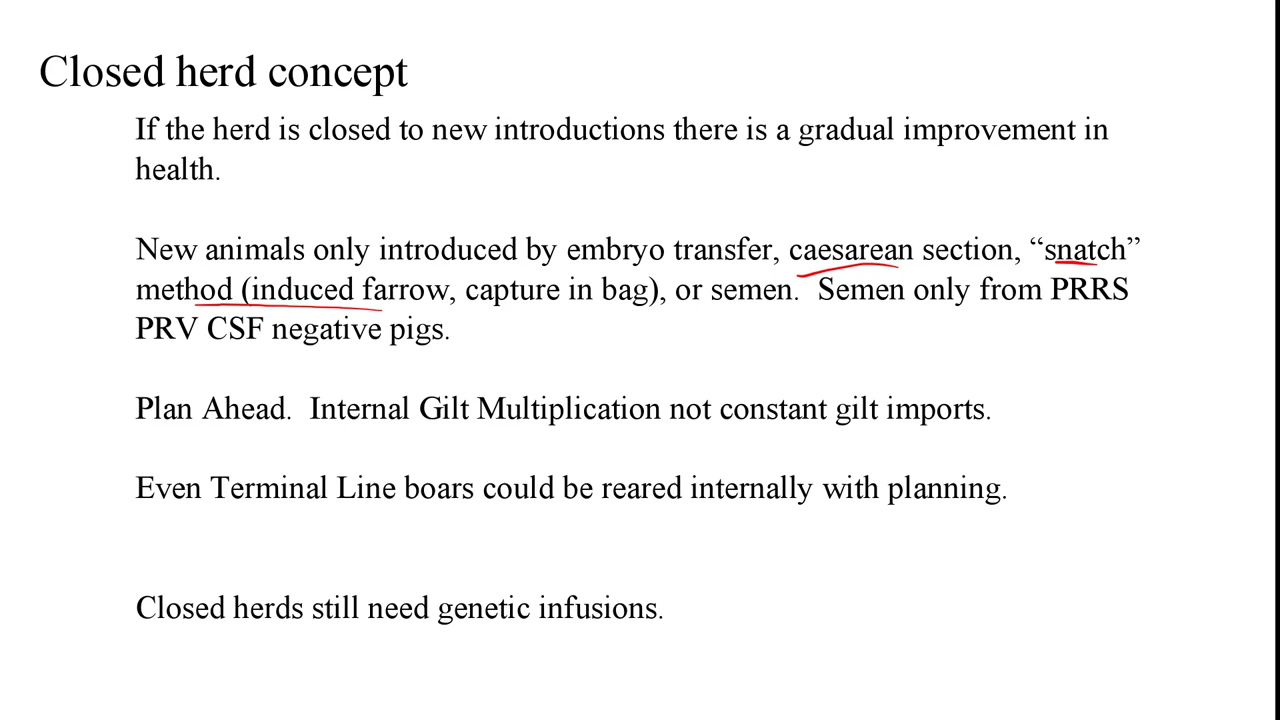 Closed herd concept
If the herd is closed to new introductions there is a gradual improvement in
health.
New animals only introduced by embryo transfer, caesarean section, “snatch”
method (induced farrow, capture in bag), or semen.  Semen only from PRRS
PRV CSF negative pigs.
Plan Ahead.  Internal Gilt Multiplication not constant gilt imports.
Even Terminal Line boars could be reared internally with planning.
Closed herds still need genetic infusions.